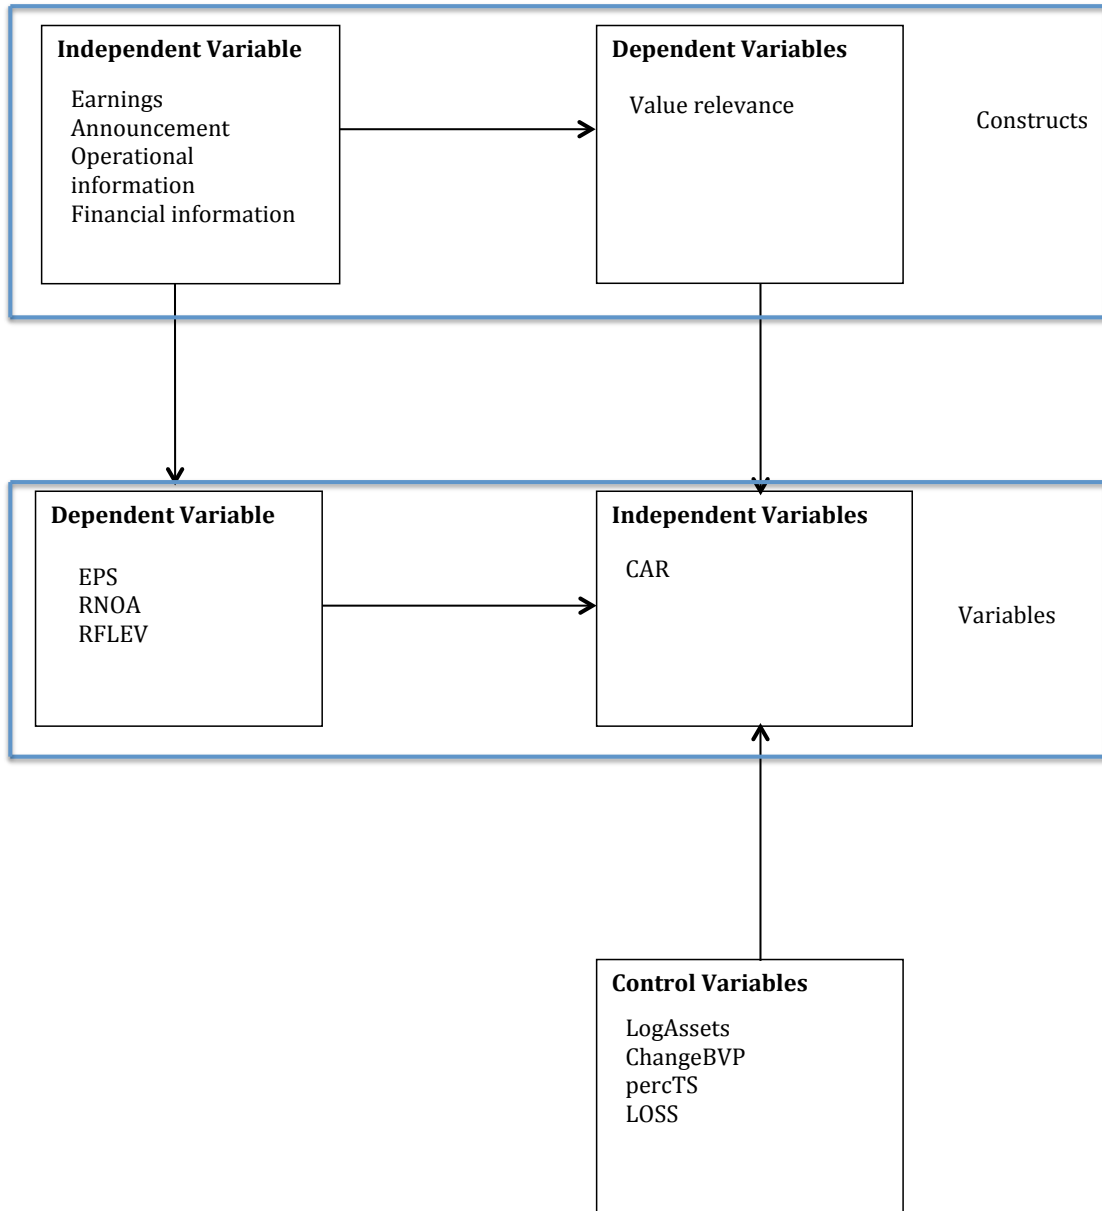 Independent Variable
Earnings
Announcement
Operational
information
Financial information
Dependent Variables
Value relevance
Constructs
Dependent Variable
EPS
RNOA
RFLEV
Independent Variables
CAR
Variables
Control Variables
LogAssets
ChangeBVP
percTS
LOSS